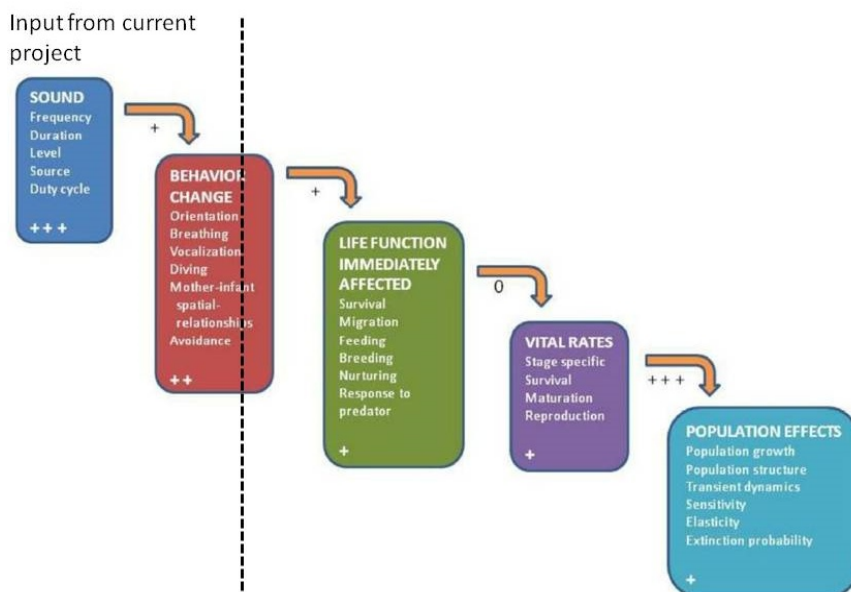 Input from current
project
SOUND
Frequency
Duration
Level
Source
Duty cycle
+++
+
BEHAVIOR
CHANGE
Orientation
Breathing
Vocalization
Diving
Mother-infant
spatial-
relationships
Avoidance
++
+
LIFE FUNCTION
IMMEDIATELY
AFFECTED
Survival
Migration
Feeding
Breeding
Nurturing
Response to
predator
+
0
VITAL RATES
Stage specific
Survival
Maturation
Reproduction
+
+++
POPULATION EFFECTS
Population growth
Population structure
Transient dynamics
Sensitivity
Elasticity
Extinction probability
+